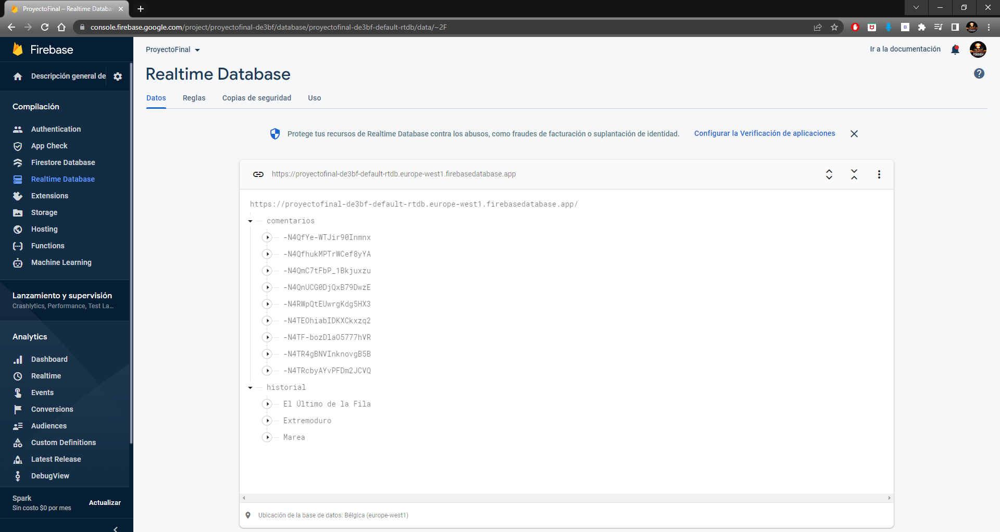 ProyectoFinal – Realtime Databa
console.firebase.google.com/project/proyectofinal-de3bf/database/proyectofinal-de3bf-default-rtdb/data/~2F
Firebase
Descripción general de
Compilación
Authentication
App Check
Firestore Database
Realtime Database
Extensions
Storage
Hosting
Functions
Machine Learning
Lanzamiento y supervisión
Crashlytics, Performance, Test La...
Analytics
Dashboard
Realtime
Events
Conversions
Audiences
Custom Definitions
Latest Release
DebugView
Spark
Sin costo $0 por mes
Actualizar
ProyectoFinal
Ir a la documentación
Realtime Database
Datos
Reglas
Copias de seguridad
Uso
Protege tus recursos de Realtime Database contra los abusos, como fraudes de facturación o suplantación de identidad.
Configurar la Verificación de aplicaciones
https://proyectofinal-de3bf-default-rtdb.europe-west1.firebasedatabase.app
https://proyectofinal-de3bf-default-rtdb.europe-west1.firebasedatabase.app/
comentarios
-N4QfYe-WTJir90Inmnx
-N4QfhukMPTrWCef8yYA
-N4QmC7tFbP_1Bkjuxzu
-N4QnUCG0DjQxB79DwzE
-N4RWpQtEUwrgKdg5HX3
-N4TEOhiabIDKXCkxzq2
-N4TF-bozDlaO5777hVR
-N4TR4gBNVInknovgB5B
-N4TRcbyAYvPFDm2JCVQ
historial
El Último de la Fila
Extremoduro
Marea
Ubicación de la base de datos: Bélgica (europe-west1)